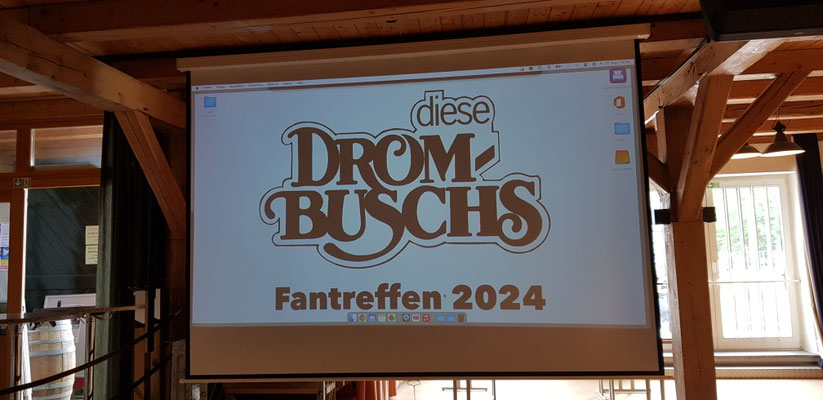 diese
DROM-
BUSCHS
Fantreffen 2024